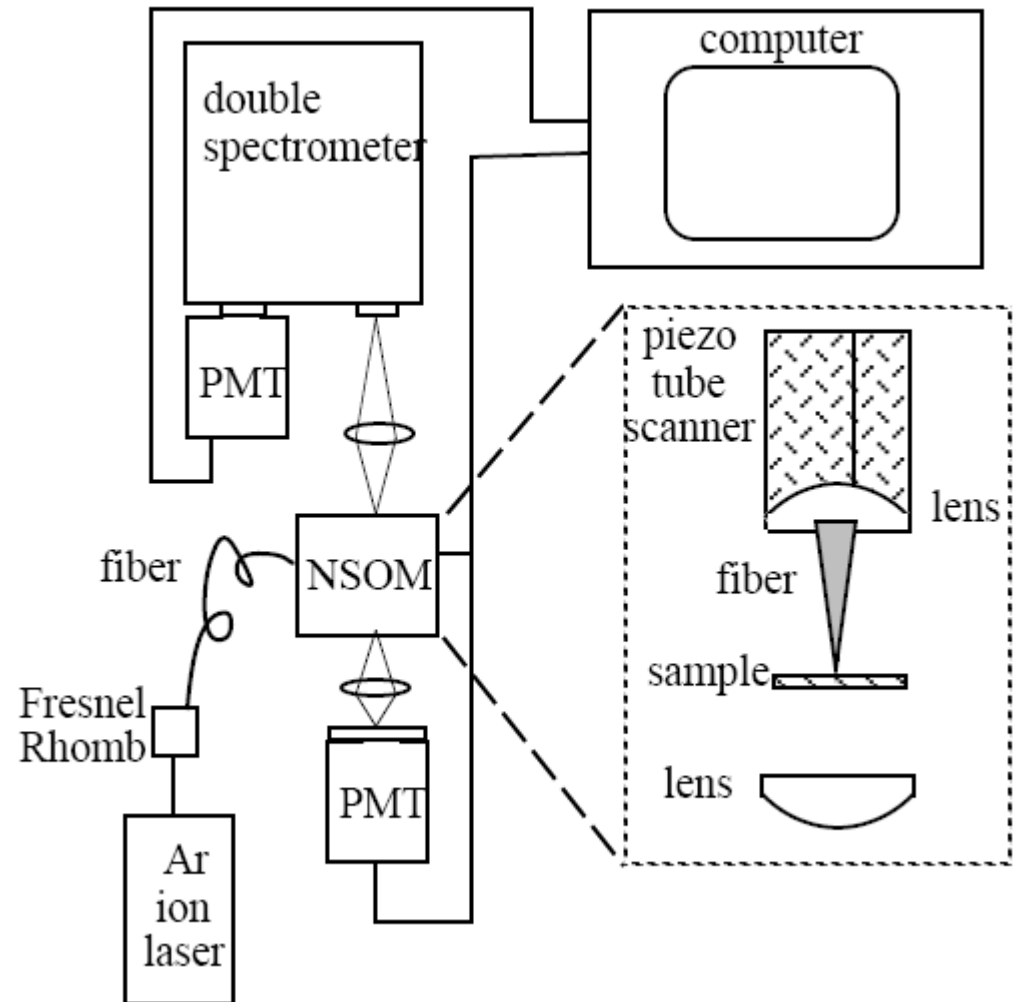 computer
double
spectrometer
PMT
piezo
tube
scanner
lens
fiber
NSOM
fiber
sample
Fresnel
Rhomb
lens
PMT
Ar
ion
laser